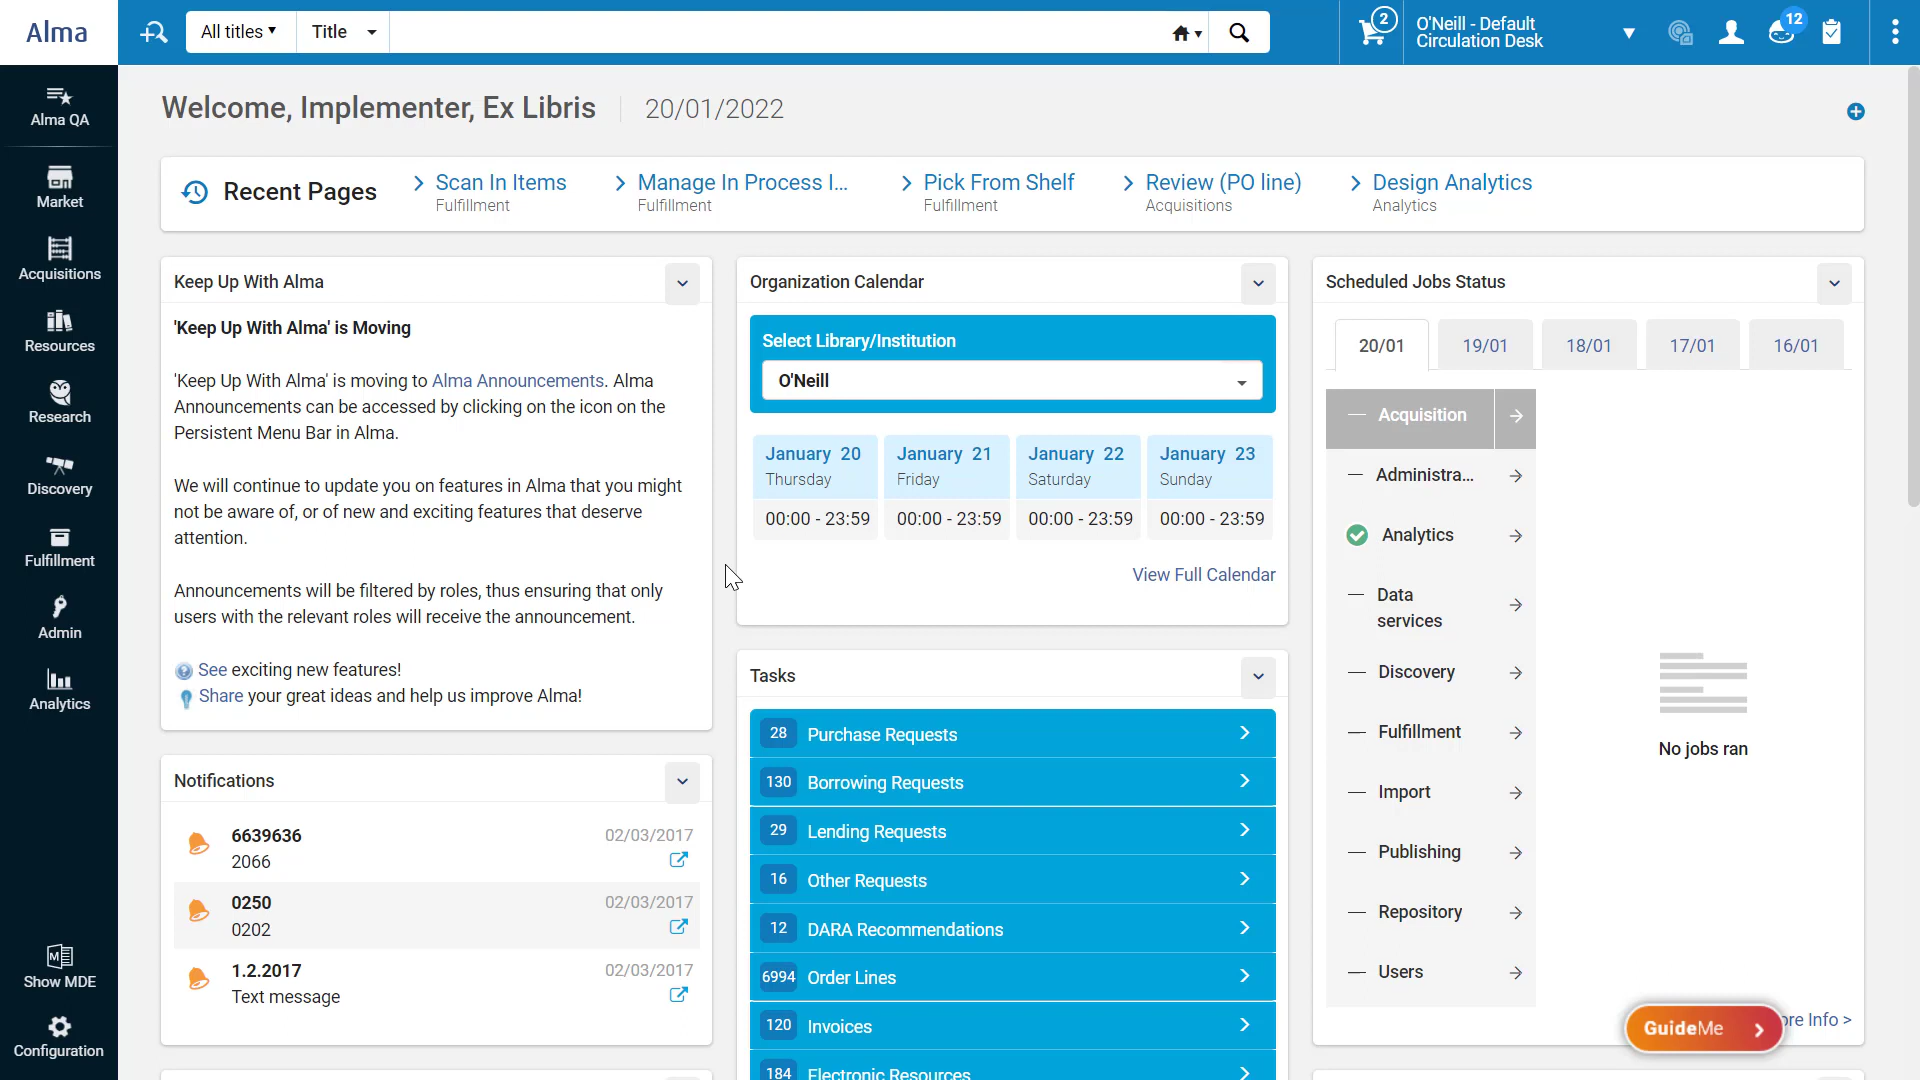 Alma
All titles
Title
2
O'Neill - Default
Circulation Desk
12
Alma QA
Market
Acquisitions
Resources
Research
Discovery
Fulfillment
Admin
Analytics
Show MDE
Configuration
Welcome, Implementer, Ex Libris
20/01/2022
Recent Pages
Scan In Items
Fulfillment
Manage In Process I...
Fulfillment
Pick From Shelf
Fulfillment
Review (PO line)
Acquisitions
Design Analytics
Analytics
Keep Up With Alma
'Keep Up With Alma' is Moving
'Keep Up With Alma' is moving to Alma Announcements. Alma
Announcements can be accessed by clicking on the icon on the
Persistent Menu Bar in Alma.
We will continue to update you on features in Alma that you might
not be aware of, or of new and exciting features that deserve
attention.
Announcements will be filtered by roles, thus ensuring that only
users with the relevant roles will receive the announcement.
See exciting new features!
Share your great ideas and help us improve Alma!
Notifications
6639636
02/03/2017
2066
0250
02/03/2017
0202
1.2.2017
02/03/2017
Text message
Organization Calendar
Select Library/Institution
O'Neill
January 20
Thursday
00:00 - 23:59
January 21
Friday
00:00 - 23:59
January 22
Saturday
00:00 - 23:59
January 23
Sunday
00:00 - 23:59
View Full Calendar
Tasks
28 Purchase Requests
130 Borrowing Requests
29 Lending Requests
16 Other Requests
12 DARA Recommendations
6994 Order Lines
120 Invoices
184 Electronic Resources
Scheduled Jobs Status
20/01
19/01
18/01
17/01
16/01
Acquisition
Administra...
Analytics
Data
services
Discovery
Fulfillment
Import
Publishing
Repository
Users
No jobs ran
GuideMe
ore Info >